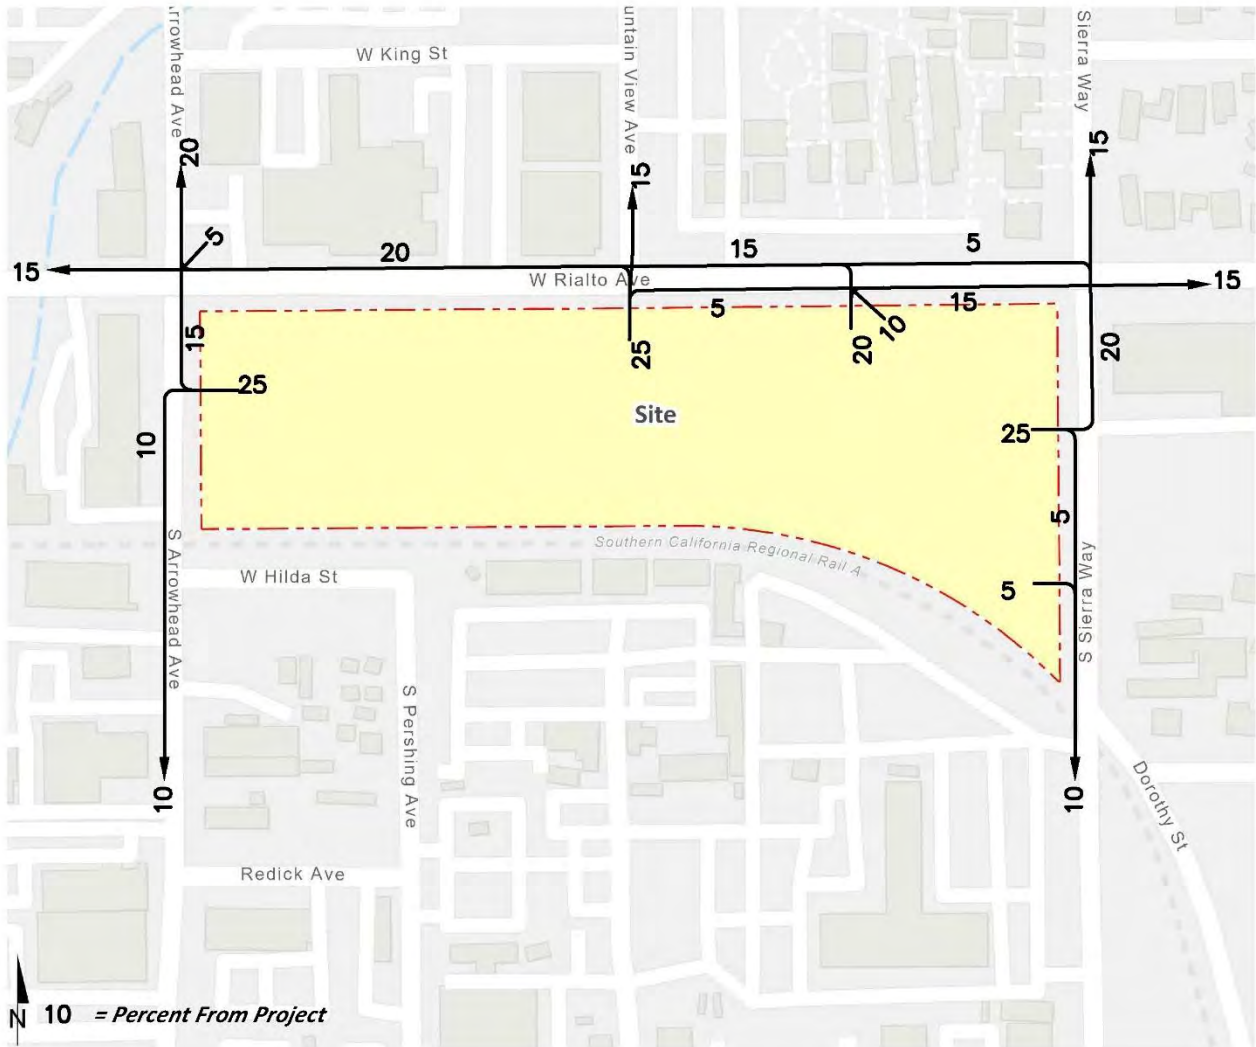 Arrowhead Ave
W King St
untain View Ave
Sierra Way
20
15
15
5
20
15
5
15
W Rialto Ave
15
5
15
10
15
25
20
20
25
Site
10
25
5
S Arrowhead Ave
Southern California Regional Rail A
W Hilda St
5
S Sierra Way
S Pershing Ave
10
10
Dorothy St
Redick Ave
N 10 = Percent From Project